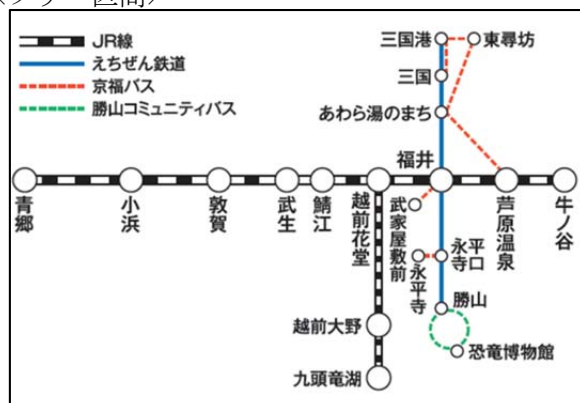 JR線
えちぜん鉄道
京福バス
勝山コミュニティバス
三国港
東尋坊
三国
あわら湯のまち
福井
青郷
小浜
敦賀
武生
鯖江
越前花堂
武家屋敷前
芦原温泉
牛ノ谷
永平寺
永平寺口
勝山
越前大野
恐竜博物館
九頭竜湖